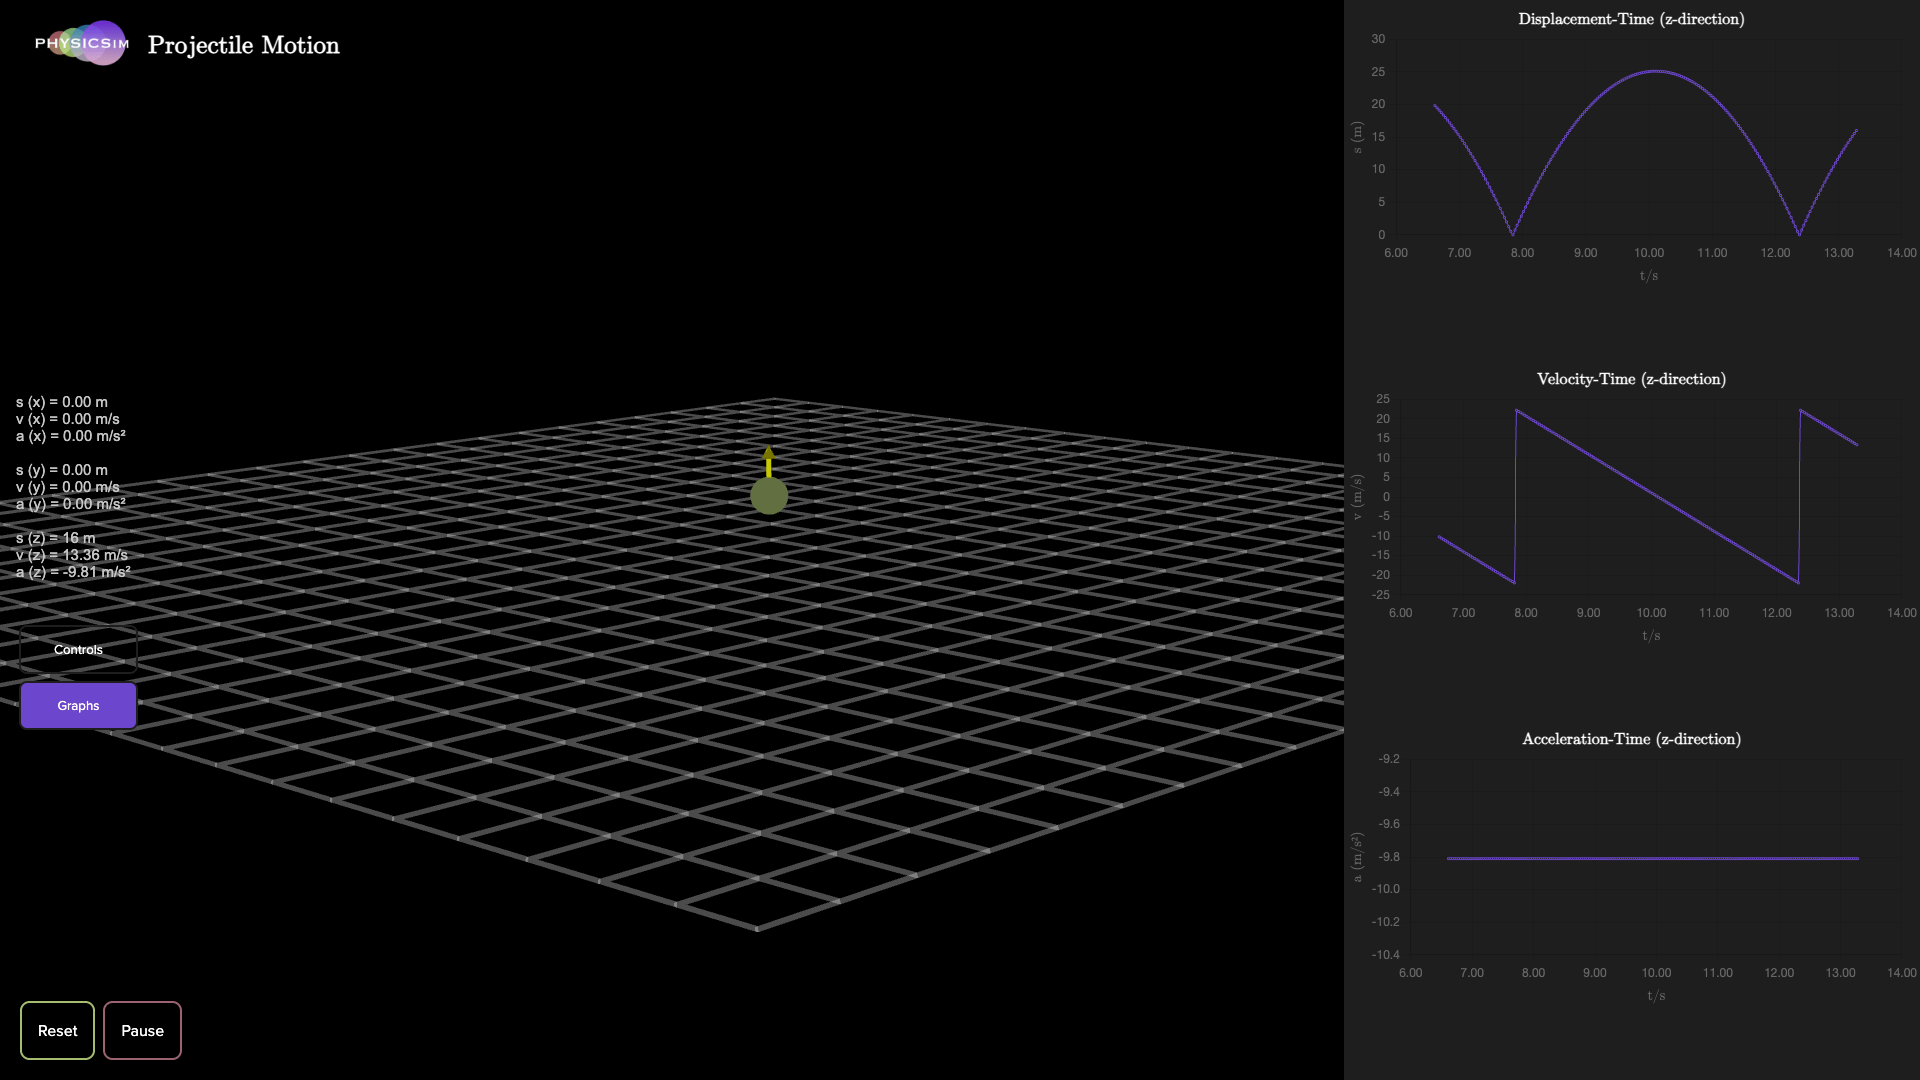 PHYSICSIM
Projectile Motion
s (x) = 0.00 m
v (x) = 0.00 m/s
a (x) = 0.00 m/s²
s (y) = 0.00 m
v (y) = 0.00 m/s
a (y) = 0.00 m/s²
s (z) = 16 m
v (z) = 13.36 m/s
a (z) = -9.81 m/s²
Controls
Graphs
Reset
Pause
Displacement-Time (z-direction)
s (m)
30
25
20
15
10
5
0
6.00 7.00 8.00 9.00 10.00 11.00 12.00 13.00 14.00
t/s
Velocity-Time (z-direction)
v (m/s)
25
20
15
10
5
0
-5
-10
-15
-20
-25
6.00 7.00 8.00 9.00 10.00 11.00 12.00 13.00 14.00
t/s
Acceleration-Time (z-direction)
a (m/s²)
-9.2
-9.4
-9.6
-9.8
-10.0
-10.2
-10.4
6.00 7.00 8.00 9.00 10.00 11.00 12.00 13.00 14.00
t/s